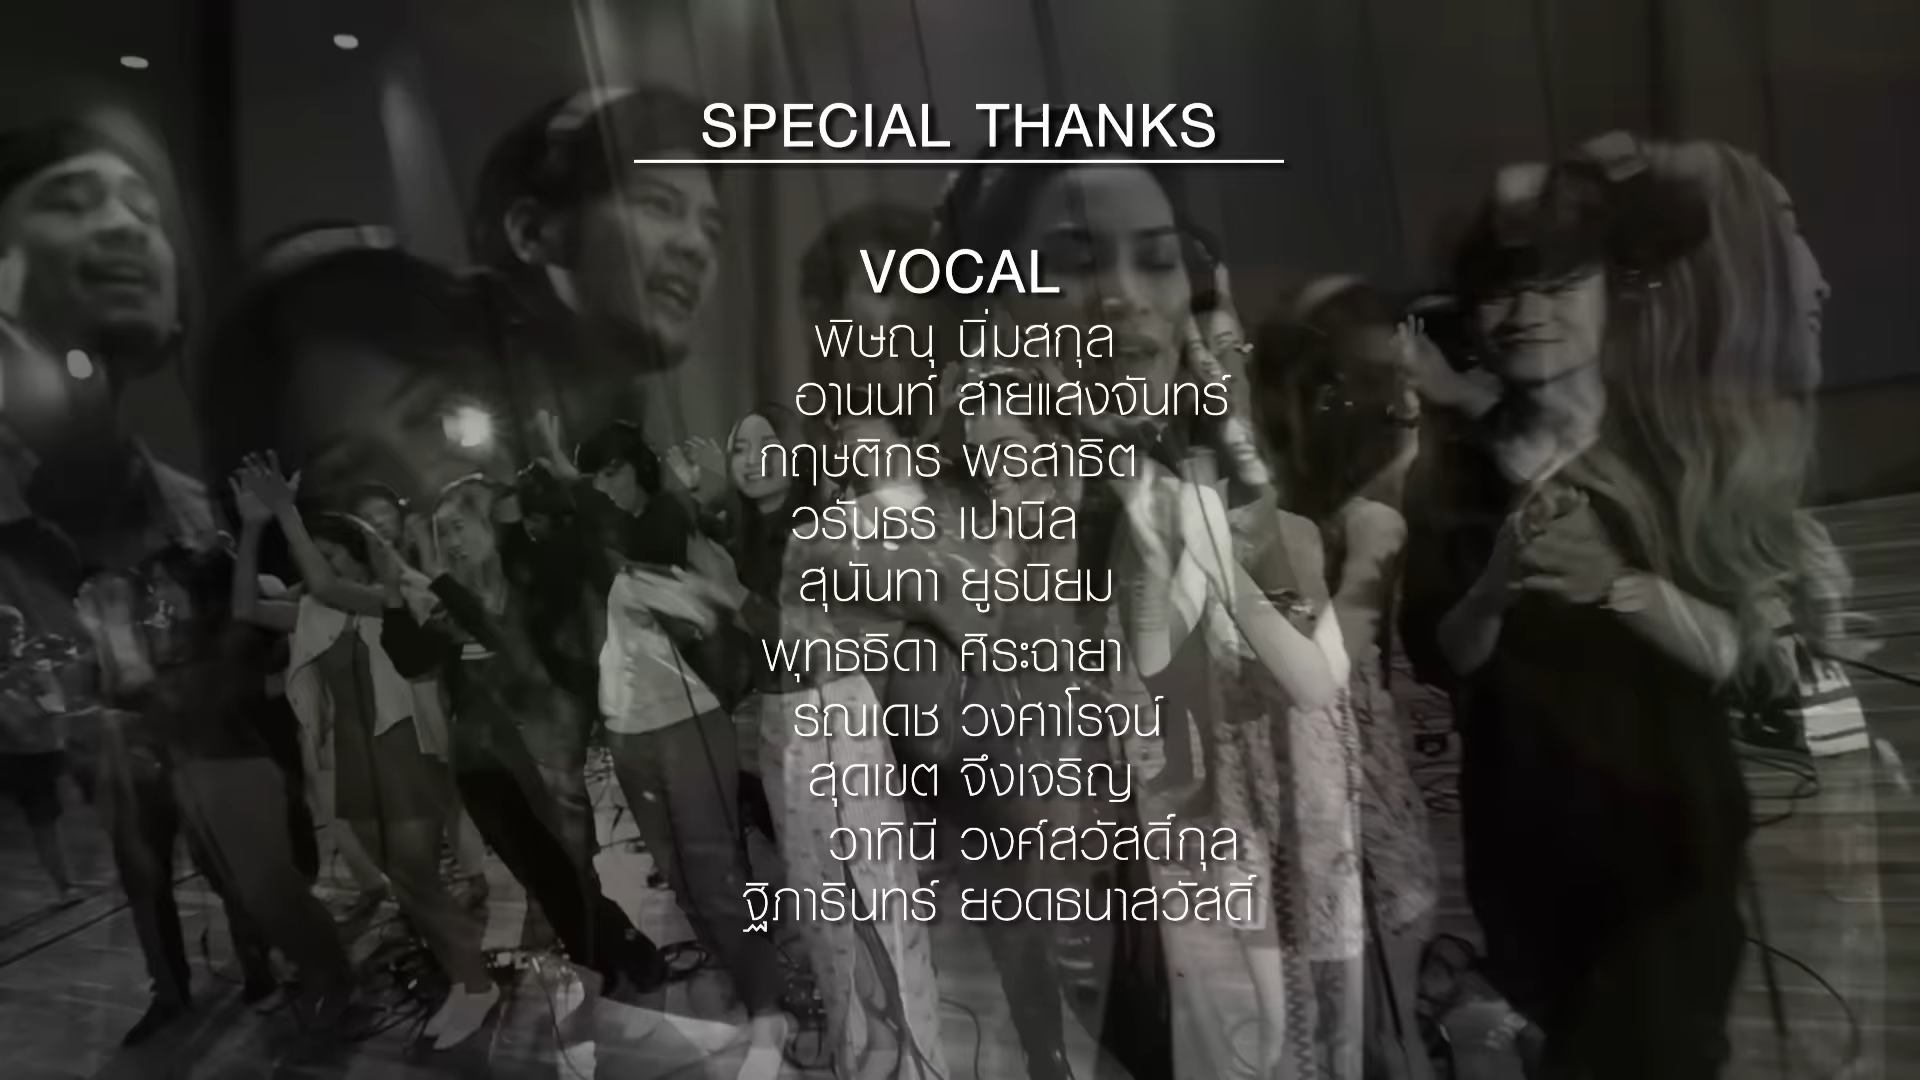 SPECIAL THANKS
VOCAL
พิษณุ นิ่มสกุล
อานนท์ สายแสงจันทร์
กฤษติกร พรสาธิต
วรันธร เปานิล
สุนันทา ยูรนิยม
พุทธธิดา ศิระฉายา
รณเดช วงศาโรจน์
สุดเขต จึงเจริญ
วาทินี วงศ์สวัสดิ์กุล
ฐิภารินทร์ ยอดธนาสวัสดิ์